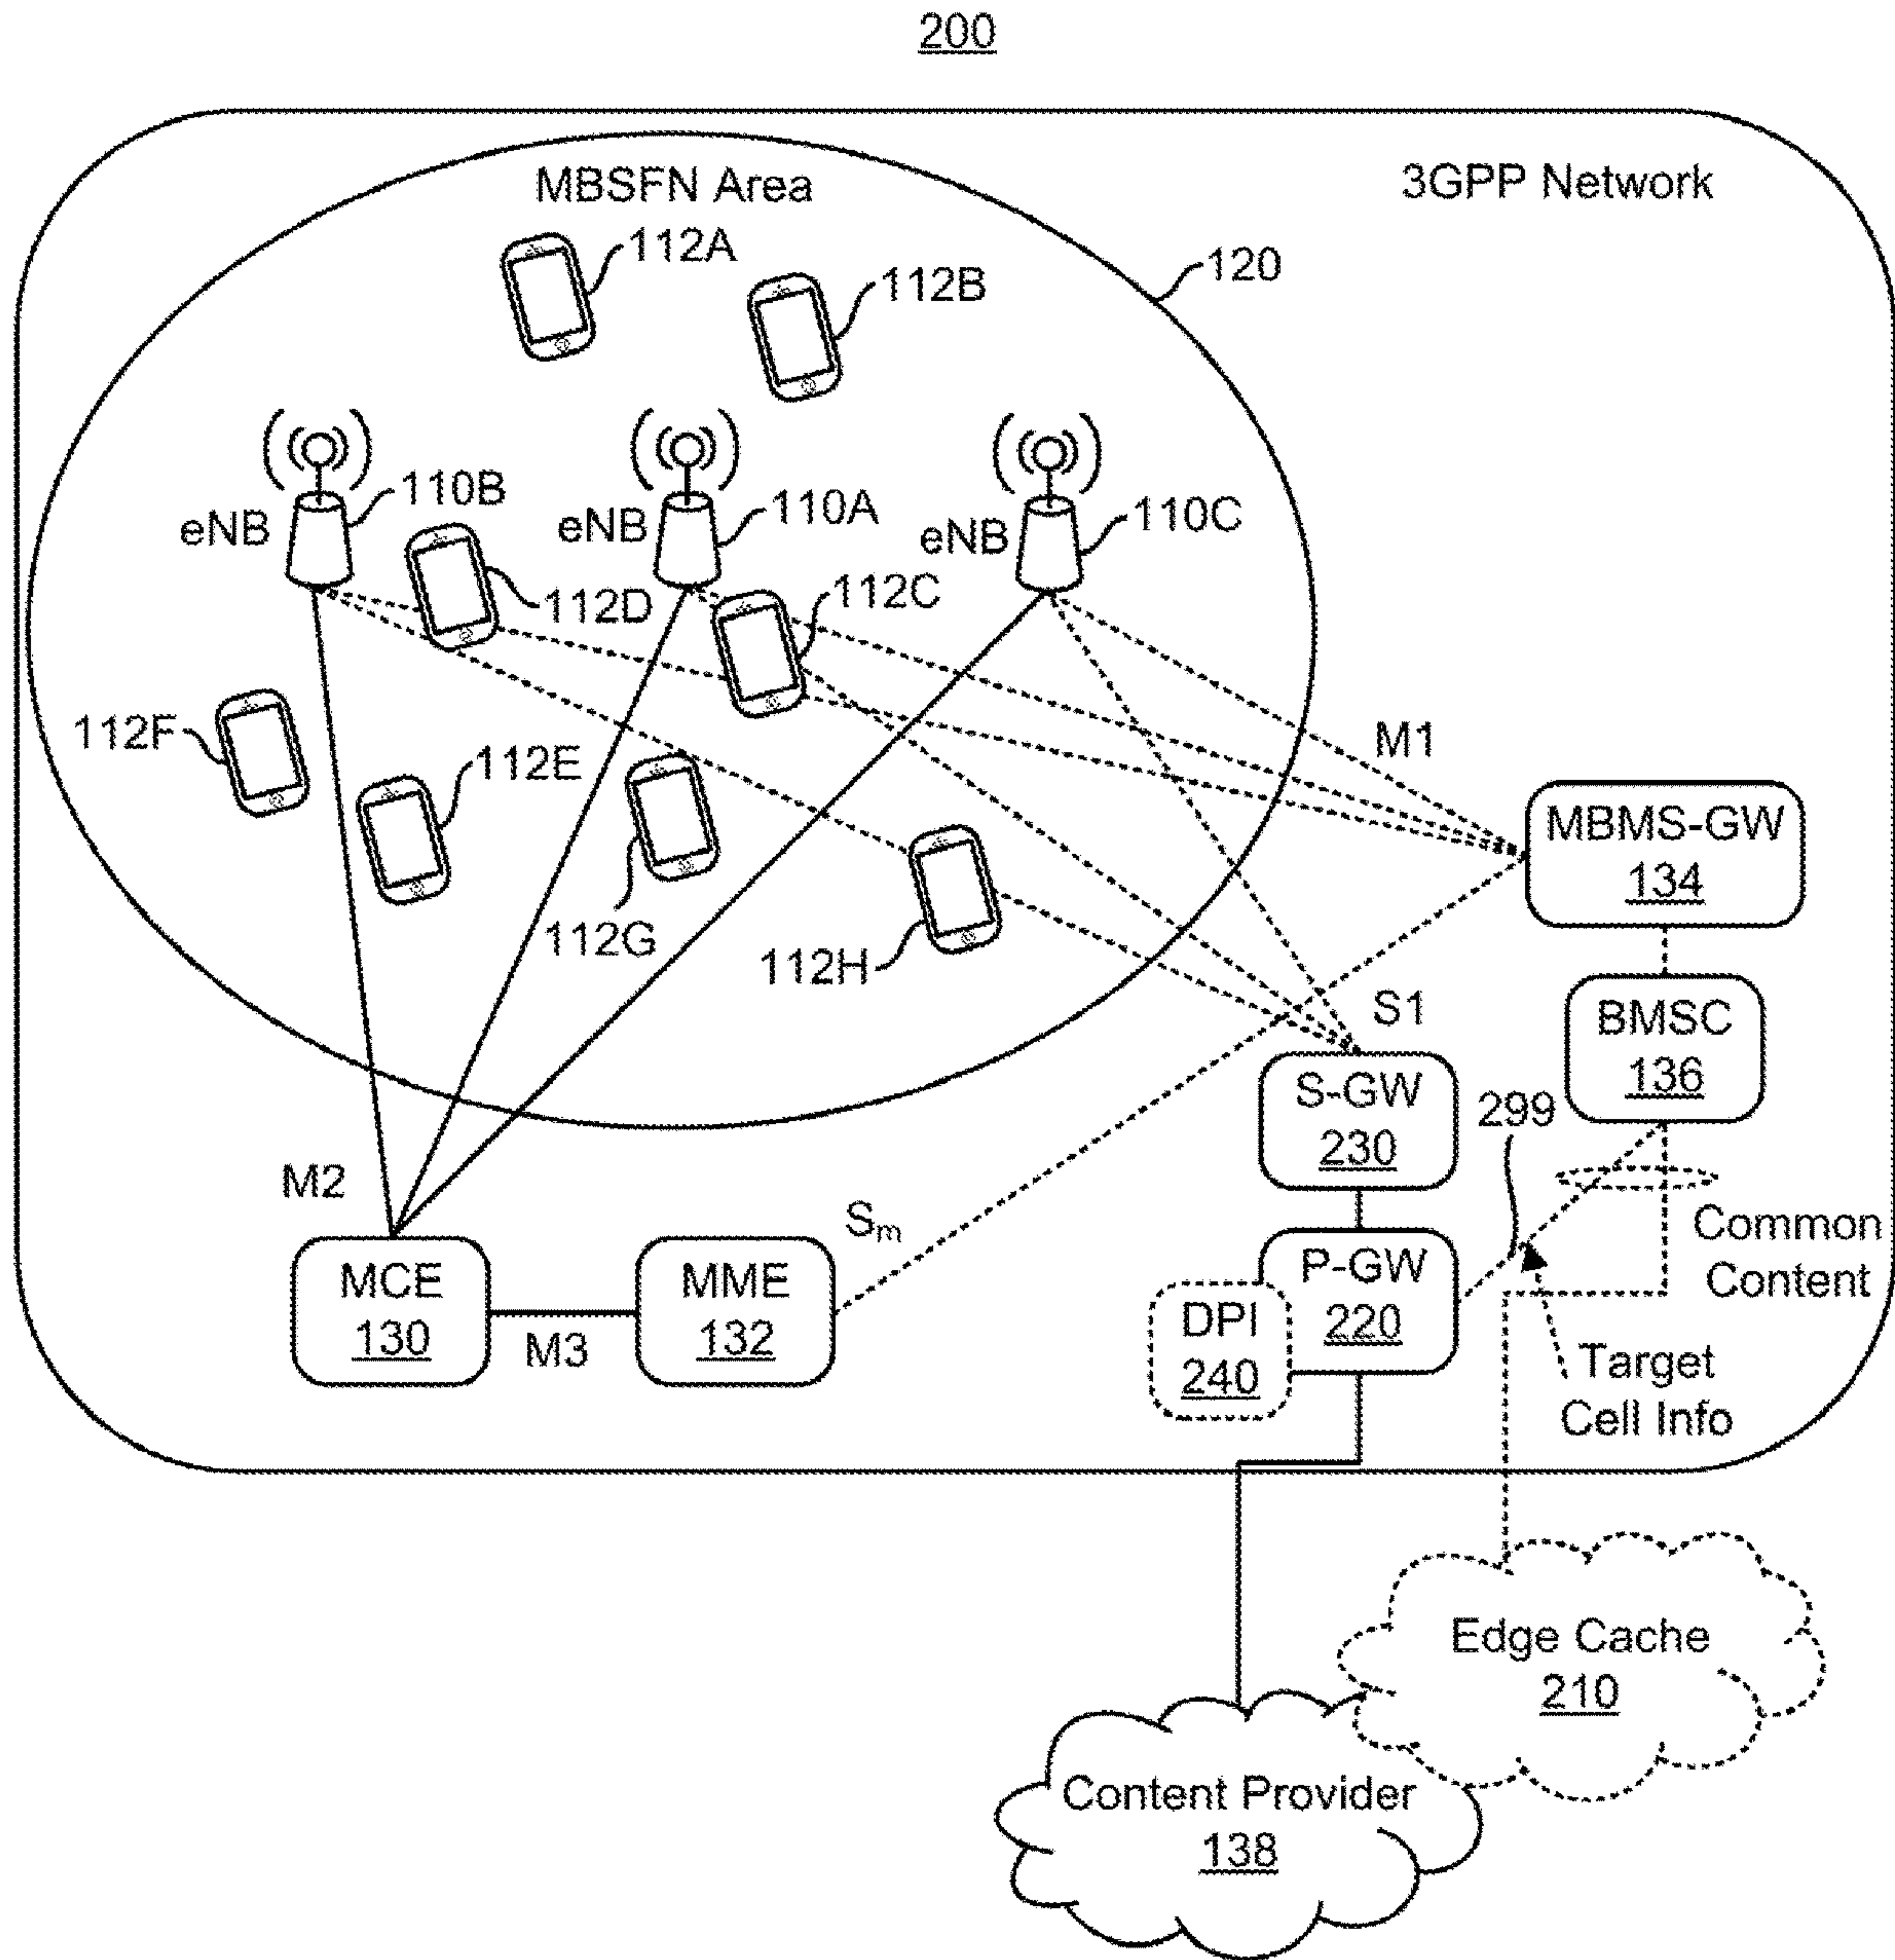 200
MBSFN Area
3GPP Network
112A
112B
120
110B
110A
110C
eNB
eNB
eNB
112D
112C
112F
112E
112G
112H
M1
MBMS-GW
134
S1
BMSC
136
S-GW
230
299
M2
Sm
Common
Content
MCE
130
M3
MME
132
P-GW
220
DPI
240
Target
Cell Info
Edge Cache
210
Content Provider
138